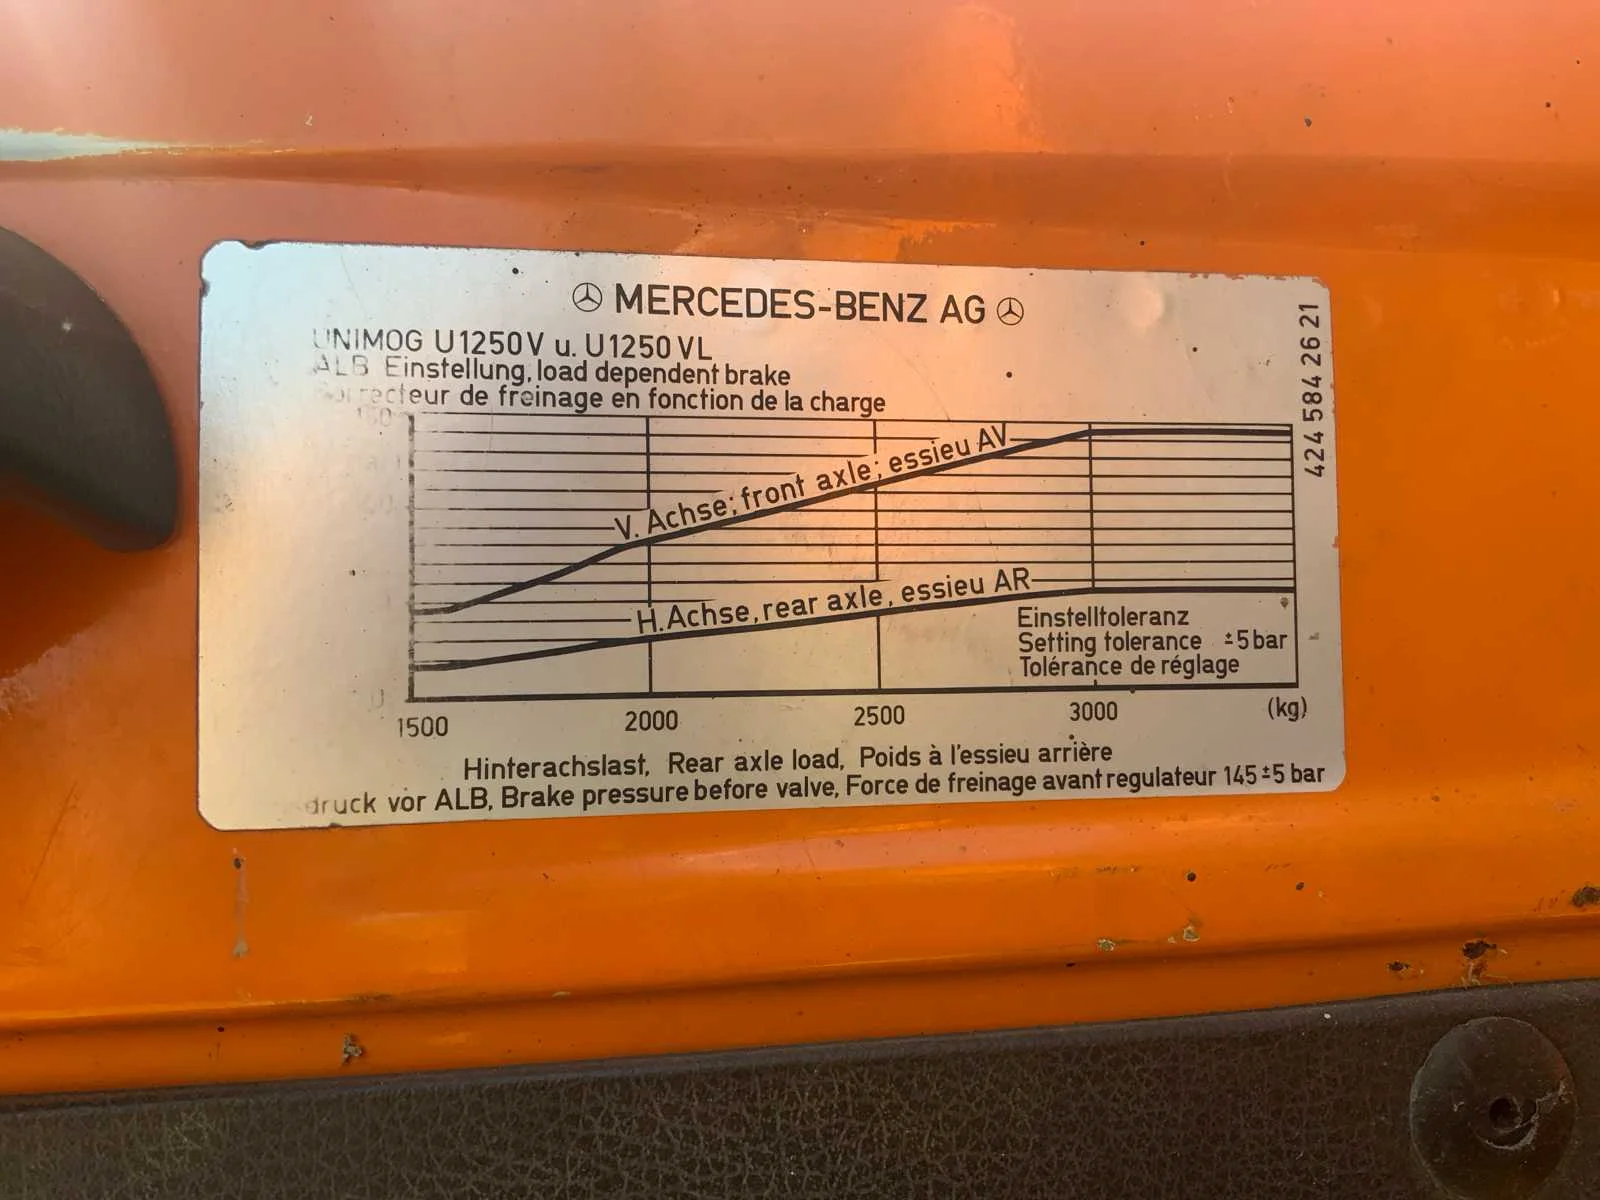 MERCEDES-BENZ AG
UNIMOG U1250V u. U1250 VL
ALB Einstellung, load dependent brake
Correcteur de freinage en fonction de la charge
V. Achse; front axle; essieu AV
H.Achse, rear axle, essieu AR
Einstelltoleranz
Setting tolerance ±5 bar
Tolérance de réglage
0
1500 2000 2500 3000 (kg)
Hinterachslast, Rear axle load, Poids à l'essieu arrière
druck vor ALB, Brake pressure before valve, Force de freinage avant regulateur 145±5 bar
424 584 26 21